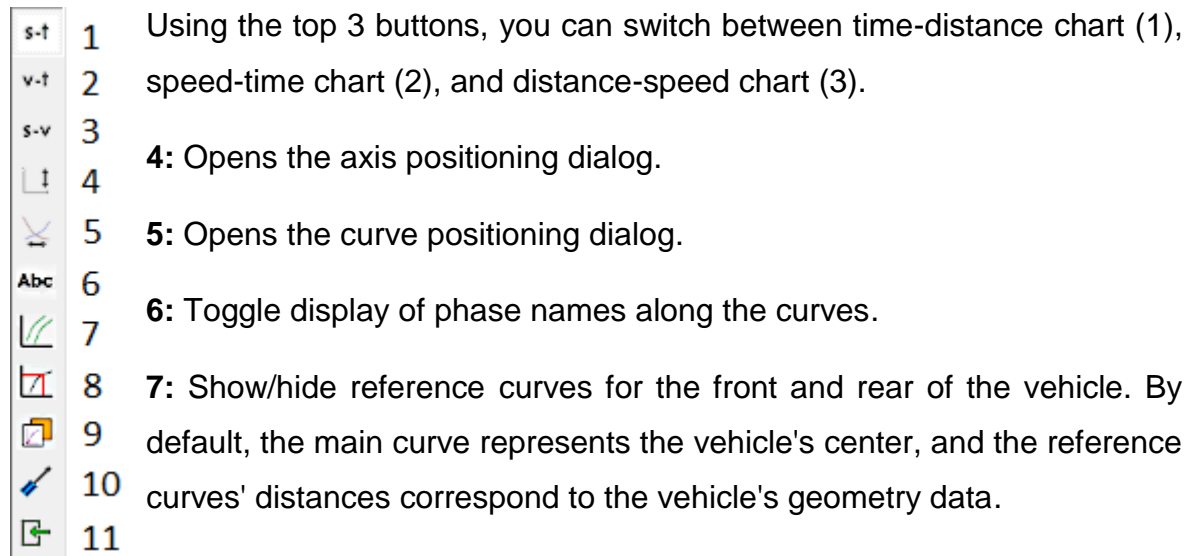 s-t 1
v-t 2
s-v 3
4
5
Abc 6
7
8
9
10
11
Using the top 3 buttons, you can switch between time-distance chart (1),
speed-time chart (2), and distance-speed chart (3).
4: Opens the axis positioning dialog.
5: Opens the curve positioning dialog.
6: Toggle display of phase names along the curves.
7: Show/hide reference curves for the front and rear of the vehicle. By
default, the main curve represents the vehicle's center, and the reference
curves' distances correspond to the vehicle's geometry data.